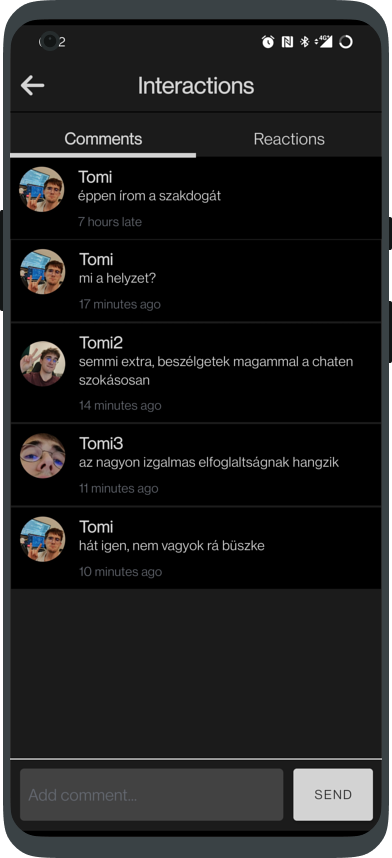 2
4G
Interactions
Comments
Reactions
Tomi
éppen írom a szakdogát
7 hours late
Tomi
mi a helyzet?
17 minutes ago
Tomi2
semmi extra, beszélgetek magammal a chaten
szokásosan
14 minutes ago
Tomi3
az nagyon izgalmas elfoglaltságnak hangzik
11 minutes ago
Tomi
hát igen, nem vagyok rá büszke
10 minutes ago
Add comment...
SEND